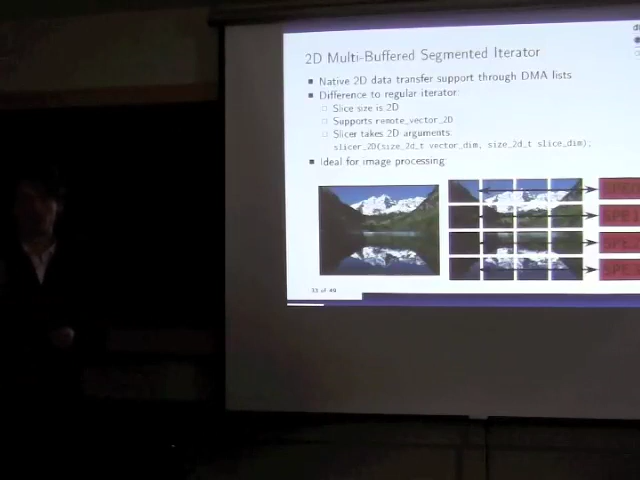 2D Multi-Buffered Segmented Iterator
Native 2D data transfer support through DMA lists
Difference to regular iterator:
Slice size is 2D
Supports remote_vector_2D
Slicer takes 2D arguments:
slicer_2D(size_2d_t vector_dim, size_2d_t slice_dim);
Ideal for image processing
33 of 49